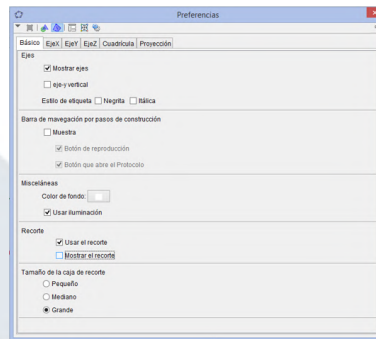 Preferencias
Básico EjeX EjeY EjeZ Cuadrícula Proyección
Ejes
Mostrar ejes
eje-y vertical
Estilo de etiqueta Negrita Itálica
Barra de mavegación por pasos de construcción
Muestra
Botón de reproducción
Botón que abre el Protocolo
Misceláneas
Color de fondo:
Usar iluminación
Recorte
Usar el recorte
Mostrar el recorte
Tamaño de la caja de recorte
Pequeño
Mediano
Grande